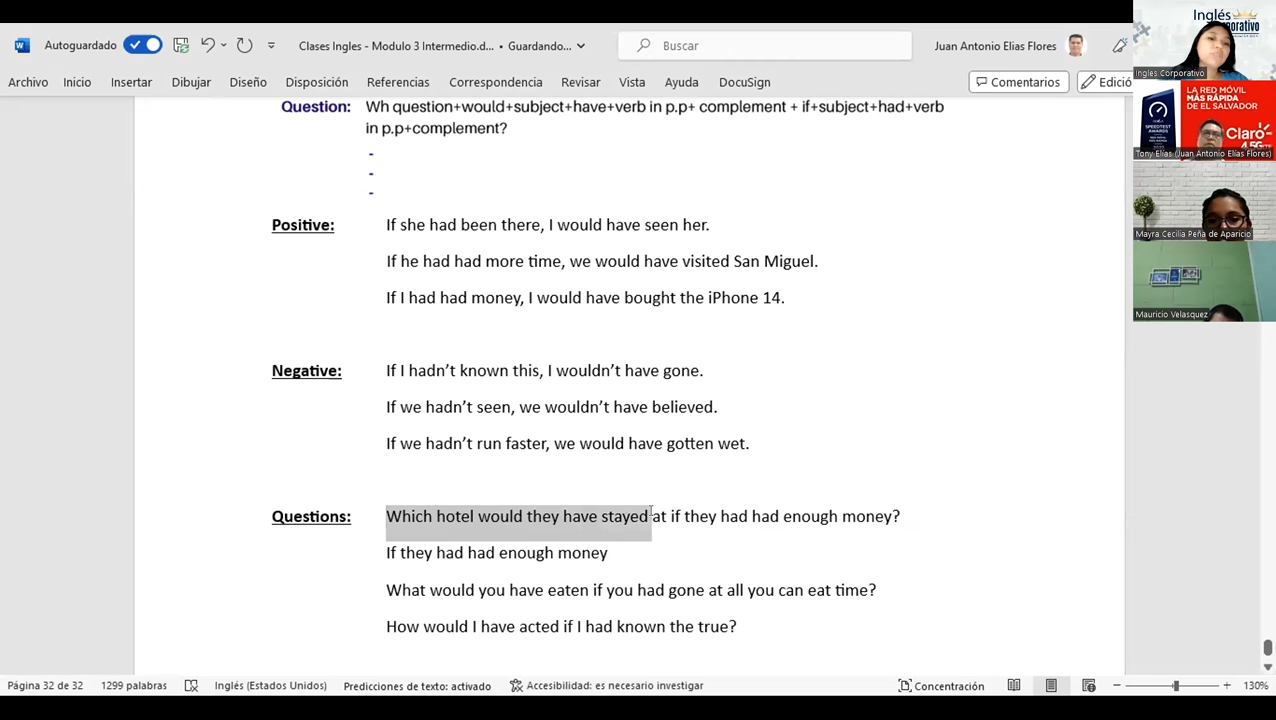 Autoguardado
Clases Ingles - Modulo 3 Intermedio.d... • Guardando...
Buscar
Juan Antonio Elias Flores
Archivo Inicio Insertar Dibujar Diseño Disposición Referencias Correspondencia Revisar Vista Ayuda DocuSign
Comentarios
Edició
Question: Wh question+would+subject+have+verb in p.p+ complement + if+subject+had+verb
in p.p+complement?
-
-
-
Positive: If she had been there, I would have seen her.
If he had had more time, we would have visited San Miguel.
If I had had money, I would have bought the iPhone 14.
Negative: If I hadn't known this, I wouldn't have gone.
If we hadn't seen, we wouldn't have believed.
If we hadn't run faster, we would have gotten wet.
Questions: Which hotel would they have stayed at if they had had enough money?
If they had had enough money
What would you have eaten if you had gone at all you can eat time?
How would I have acted if I had known the true?
Página 32 de 32 1299 palabras Inglés (Estados Unidos) Predicciones de texto: activado Accesibilidad: es necesario investigar Concentración 130%
Inglés
Corporativo
Inglés Corporativo
SPEEDTEST
AWARDS
LA RED MÓVIL
MÁS RÁPIDA
DE EL SALVADOR
Claro
4.5G
Tony Elías (Juan Antonio Elías Flores)
Mayra Cecilia Peña de Aparicio
Mauricio Velasquez